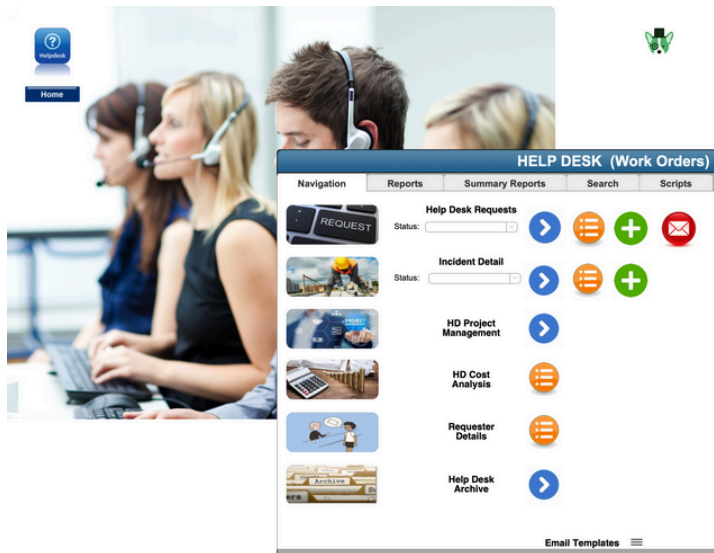 Helpdesk
Home
HELP DESK (Work Orders)
Navigation Reports Summary Reports Search Scripts
REQUEST
Help Desk Requests
Status:
Incident Detail
Status:
PROJECT
HD Project
Management
HD Cost
Analysis
Requester
Details
Archive
Help Desk
Archive
Email Templates